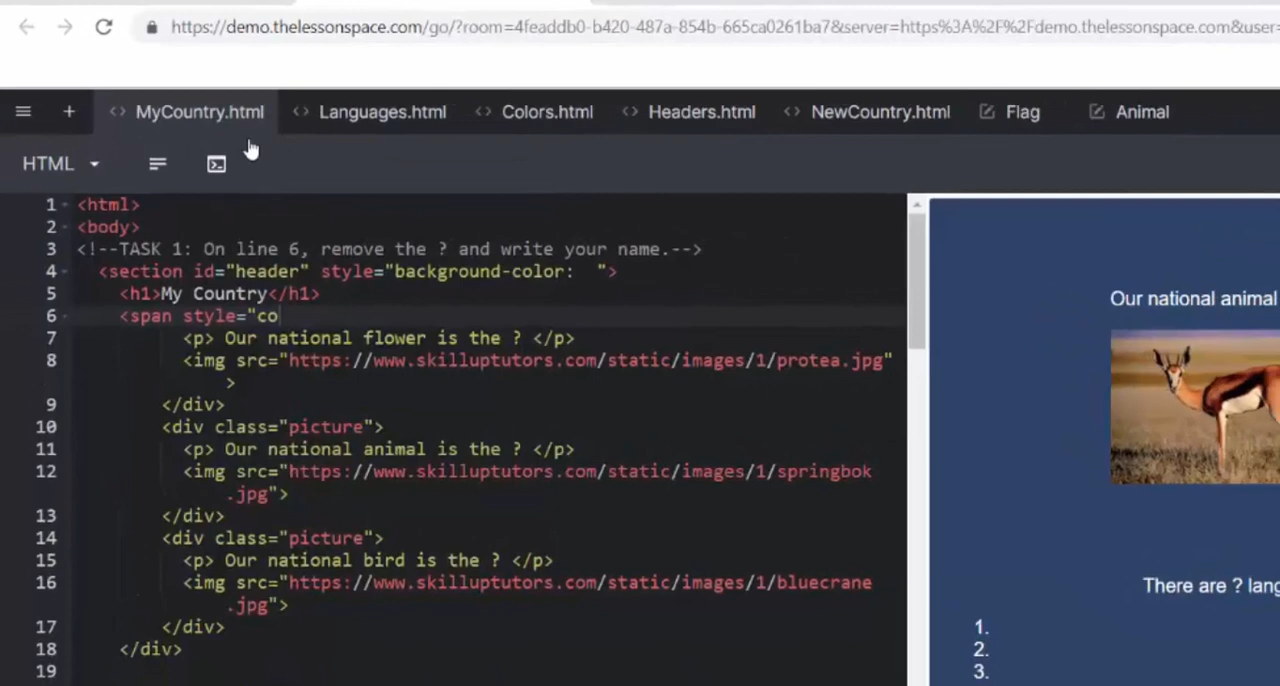 https://demo.thelessonspace.com/go/?room=4feaddb0-b420-487a-854b-665ca0261ba7&server=https%3A%2F%2Fdemo.thelessonspace.com&user=
MyCountry.html Languages.html Colors.html Headers.html NewCountry.html Flag Animal
HTML
1 <html>
2 <body>
3 <!--TASK 1: On line 6, remove the ? and write your name.-->
4 <section id="header" style="background-color:  ">
5 <h1>My Country</h1>
6 <span style="co
7 <p> Our national flower is the ? </p>
8 <img src="https://www.skilluptutors.com/static/images/1/protea.jpg"
>
9 </div>
10 <div class="picture">
11 <p> Our national animal is the ? </p>
12 <img src="https://www.skilluptutors.com/static/images/1/springbok
.jpg">
13 </div>
14 <div class="picture">
15 <p> Our national bird is the ? </p>
16 <img src="https://www.skilluptutors.com/static/images/1/bluecrane
.jpg">
17 </div>
18 </div>
19
Our national animal
There are ? lang
1.
2.
3.